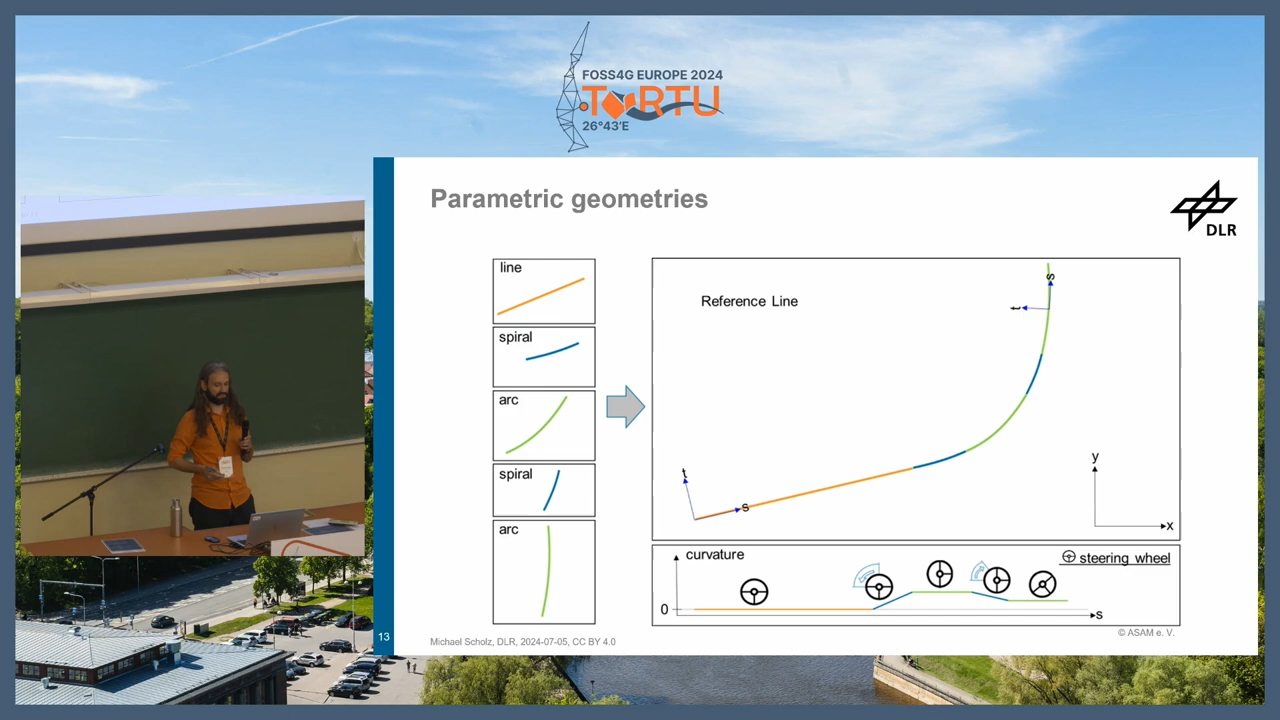 FOSS4G EUROPE 2024
TARTU
26°43'E
Parametric geometries
DLR
line
spiral
arc
spiral
arc
Reference Line
s
t
t
s
y
x
curvature
steering wheel
0
s
13
Michael Scholz, DLR, 2024-07-05, CC BY 4.0
© ASAM e. V.